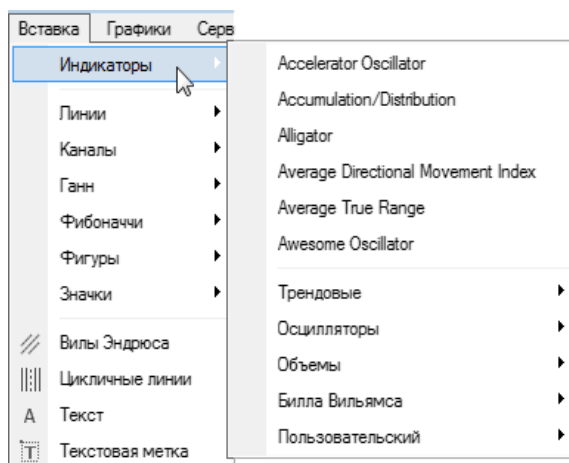 Вставка Графики Серв
Индикаторы
Линии
Каналы
Ганн
Фибоначчи
Фигуры
Значки
Вилы Эндрюса
Цикличные линии
A Текст
T Текстовая метка
Accelerator Oscillator
Accumulation/Distribution
Alligator
Average Directional Movement Index
Average True Range
Awesome Oscillator
Трендовые
Осцилляторы
Объемы
Билла Вильямса
Пользовательский